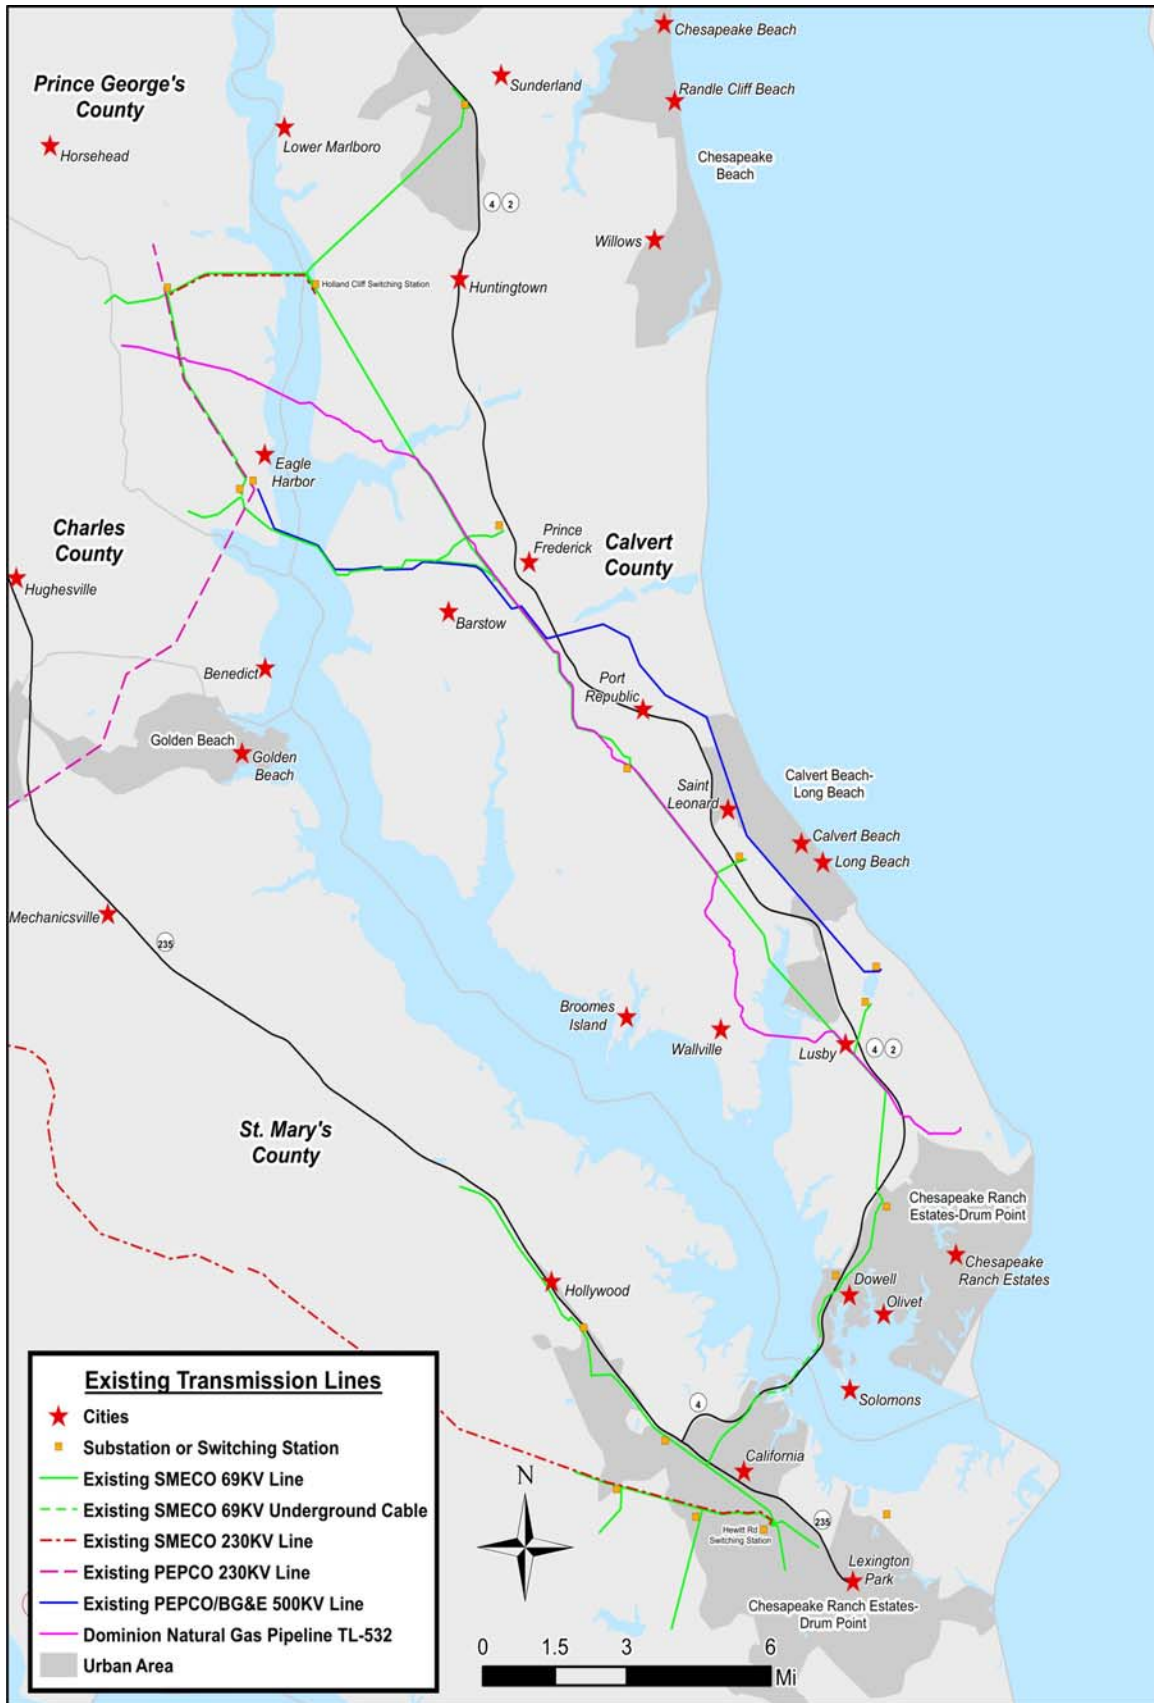 Chesapeake Beach
Sunderland
Prince George's
County
Randle Cliff Beach
Lower Marlboro
Horsehead
Chesapeake
Beach
4 2
Willows
Holland Cliff Switching Station
Huntingtown
Eagle
Harbor
Charles
County
Prince
Frederick
Calvert
County
Hughesville
Barstow
Benedict
Port
Republic
Golden Beach
Golden
Beach
Saint
Leonard
Calvert Beach-
Long Beach
Calvert Beach
Long Beach
Mechanicsville
235
Broomes
Island
Wallville
Lusby
4 2
St. Mary's
County
Chesapeake Ranch
Estates-Drum Point
Chesapeake
Ranch Estates
Dowell
Olivet
Hollywood
Solomons
4
California
N
235
Hewitt Rd
Switching Station
Lexington
Park
Chesapeake Ranch Estates-
Drum Point
0 1.5 3 6
Mi
Existing Transmission Lines
Cities
Substation or Switching Station
Existing SMECO 69KV Line
Existing SMECO 69KV Underground Cable
Existing SMECO 230KV Line
Existing PEPCO 230KV Line
Existing PEPCO/BG&E 500KV Line
Dominion Natural Gas Pipeline TL-532
Urban Area